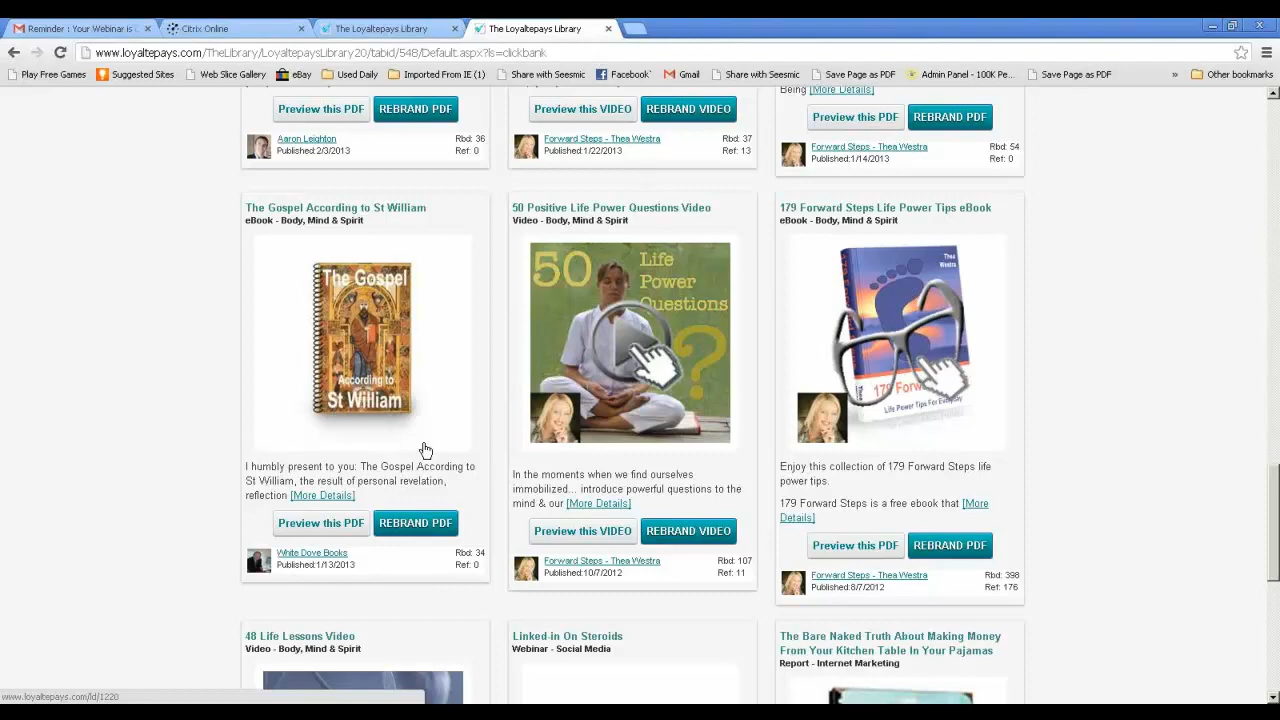 Reminder : Your Webinar is
Citrix Online
The Loyaltepays Library
The Loyaltepays Library
www.loyaltepays.com/TheLibrary/LoyaltepaysLibrary20/tabid/548/Default.aspx?ls=clickbank
Play Free Games
Suggested Sites
Web Slice Gallery
eBay
Used Daily
Imported From IE (1)
Share with Seesmic
Facebook
Gmail
Share with Seesmic
Save Page as PDF
Admin Panel - 100K Pe...
Save Page as PDF
»
Other bookmarks
Being [More Details]
Preview this PDF
REBRAND PDF
Preview this VIDEO
REBRAND VIDEO
Preview this PDF
REBRAND PDF
Aaron Leighton
Published:2/3/2013
Rbd: 36
Ref: 0
Forward Steps - Thea Westra
Published:1/22/2013
Rbd: 37
Ref: 13
Forward Steps - Thea Westra
Published:1/14/2013
Rbd: 54
Ref: 0
The Gospel According to St William
eBook - Body, Mind & Spirit
The Gospel
According to
St William
I humbly present to you: The Gospel According to
St William, the result of personal revelation,
reflection [More Details]
Preview this PDF
REBRAND PDF
White Dove Books
Published:1/13/2013
Rbd: 34
Ref: 0
50 Positive Life Power Questions Video
Video - Body, Mind & Spirit
50
Life
Power
Questions
?
In the moments when we find ourselves
immobilized... introduce powerful questions to the
mind & our [More Details]
Preview this VIDEO
REBRAND VIDEO
Forward Steps - Thea Westra
Published:10/7/2012
Rbd: 107
Ref: 11
179 Forward Steps Life Power Tips eBook
eBook - Body, Mind & Spirit
Thea
Westra
179 Forw
Life Power Tips For Everyday
Enjoy this collection of 179 Forward Steps life
power tips.
179 Forward Steps is a free ebook that [More
Details]
Preview this PDF
REBRAND PDF
Forward Steps - Thea Westra
Published:8/7/2012
Rbd: 398
Ref: 176
48 Life Lessons Video
Video - Body, Mind & Spirit
Linked-in On Steroids
Webinar - Social Media
The Bare Naked Truth About Making Money
From Your Kitchen Table In Your Pajamas
Report - Internet Marketing
www.loyaltepays.com/ld/1220